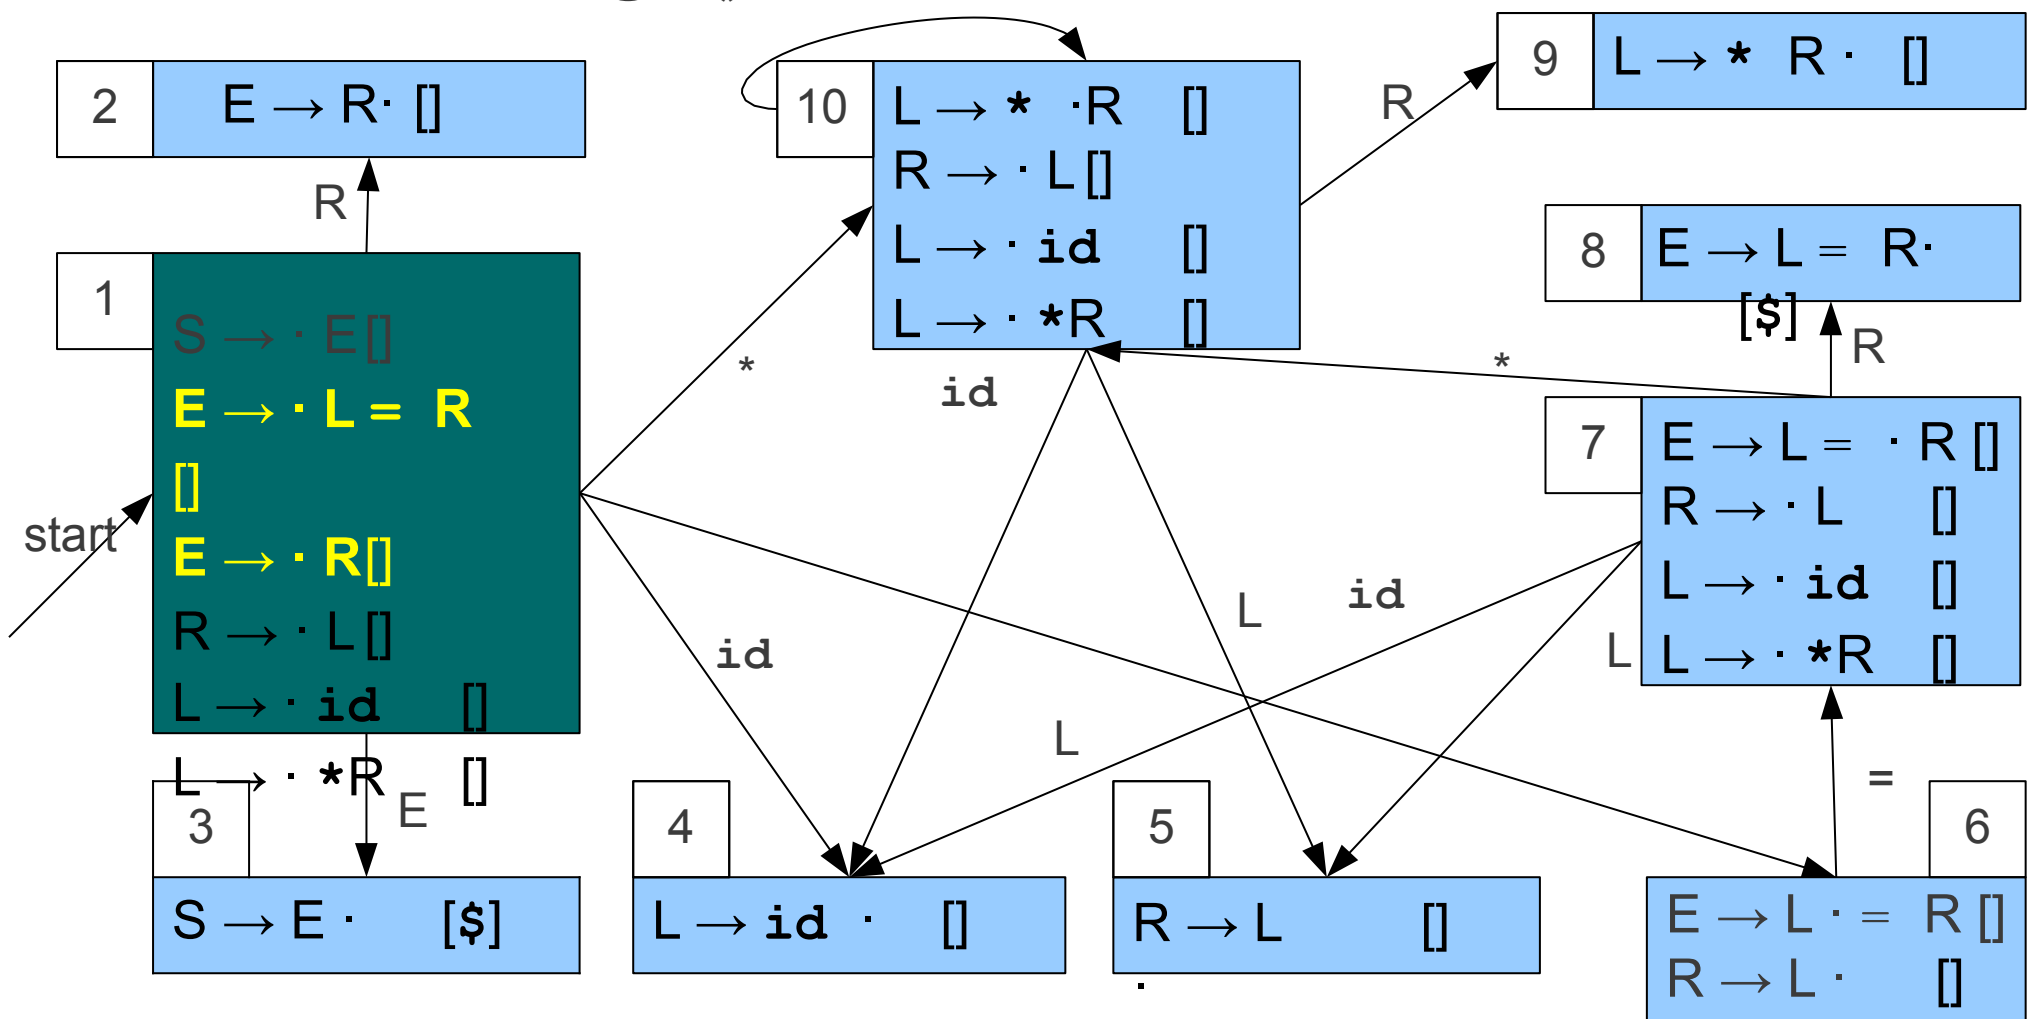 2
E → R· []
R
1
S → · E[]
E → · L = R
[]
E → · R[]
R → · L[]
L → · id []
L → · *R []
start
E
3
S → E · [$]
10
L → * ·R []
R → · L[]
L → · id []
L → · *R []
R
9
L → * R · []
8
E → L = R·
[$]
R
*
id
*
7
E → L = · R []
R → · L []
L → · id []
L → · *R []
id
L
id
L
L
=
4
L → id · []
5
R → L []
·
6
E → L · = R []
R → L · []